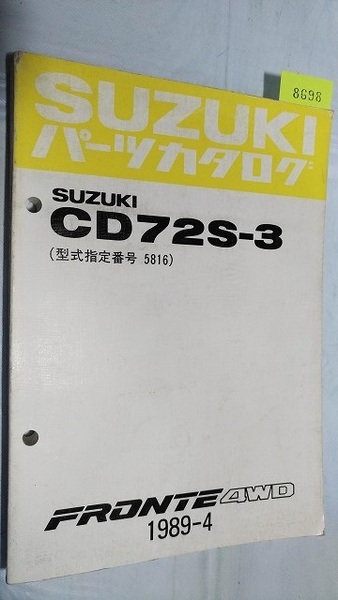 8698
SUZUKI
パーツカタログ
SUZUKI
CD72S-3
(型式指定番号 5816)
FRONTE 4WD
1989-4